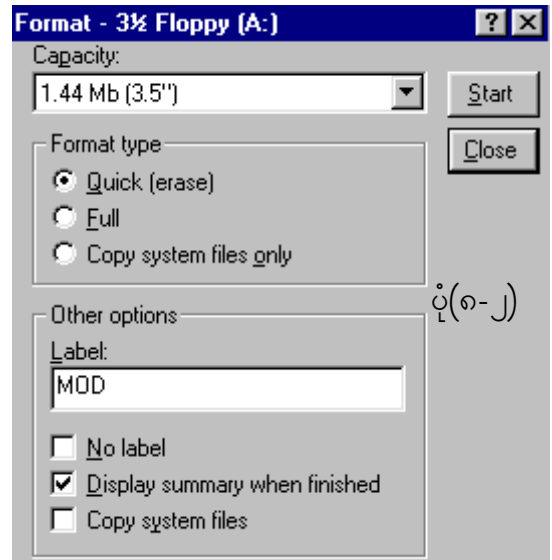 Format - 3½ Floppy (A:)
Capacity:
1.44 Mb (3.5")
Start
Format type
Close
Quick (erase)
Full
Copy system files only
ပုံ(၈-၂)
Other options
Label:
MOD
No label
Display summary when finished
Copy system files